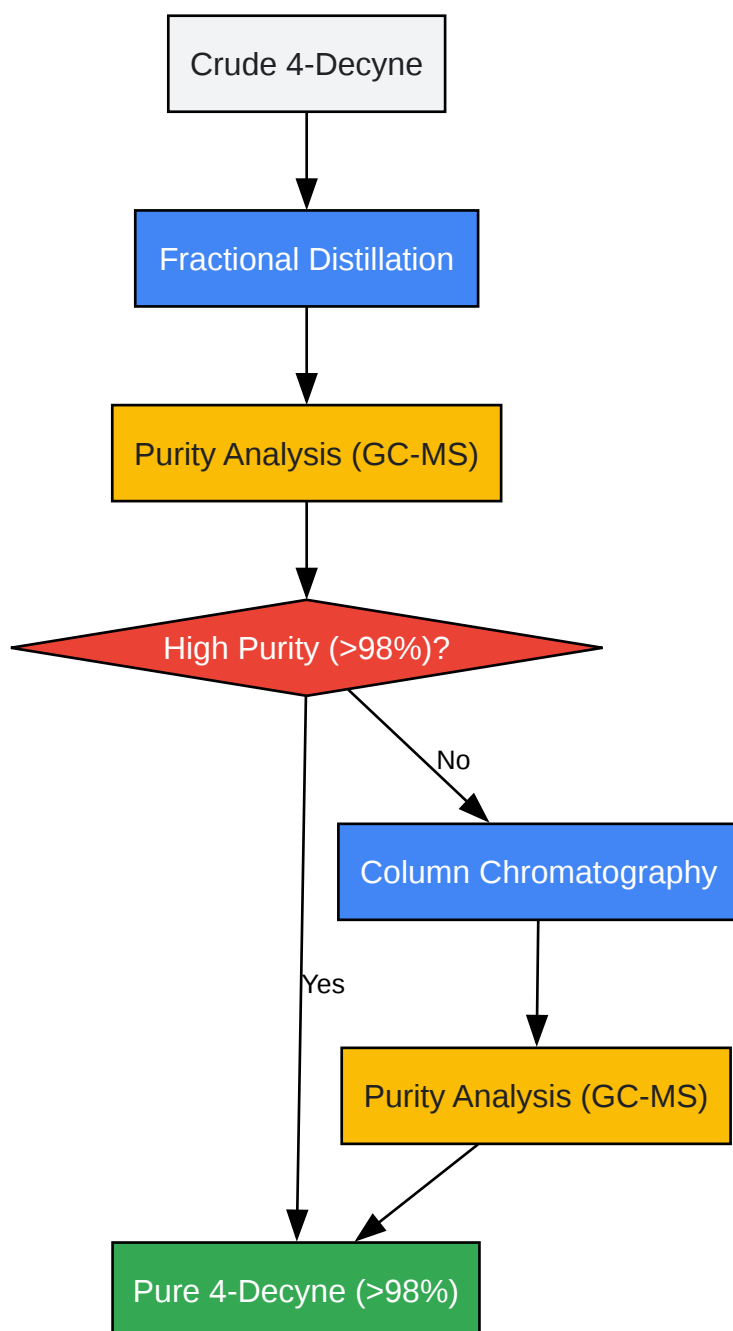 Crude 4-Decyne
Fractional Distillation
Purity Analysis (GC-MS)
High Purity (>98%)?
No
Column Chromatography
Yes
Purity Analysis (GC-MS)
Pure 4-Decyne (>98%)